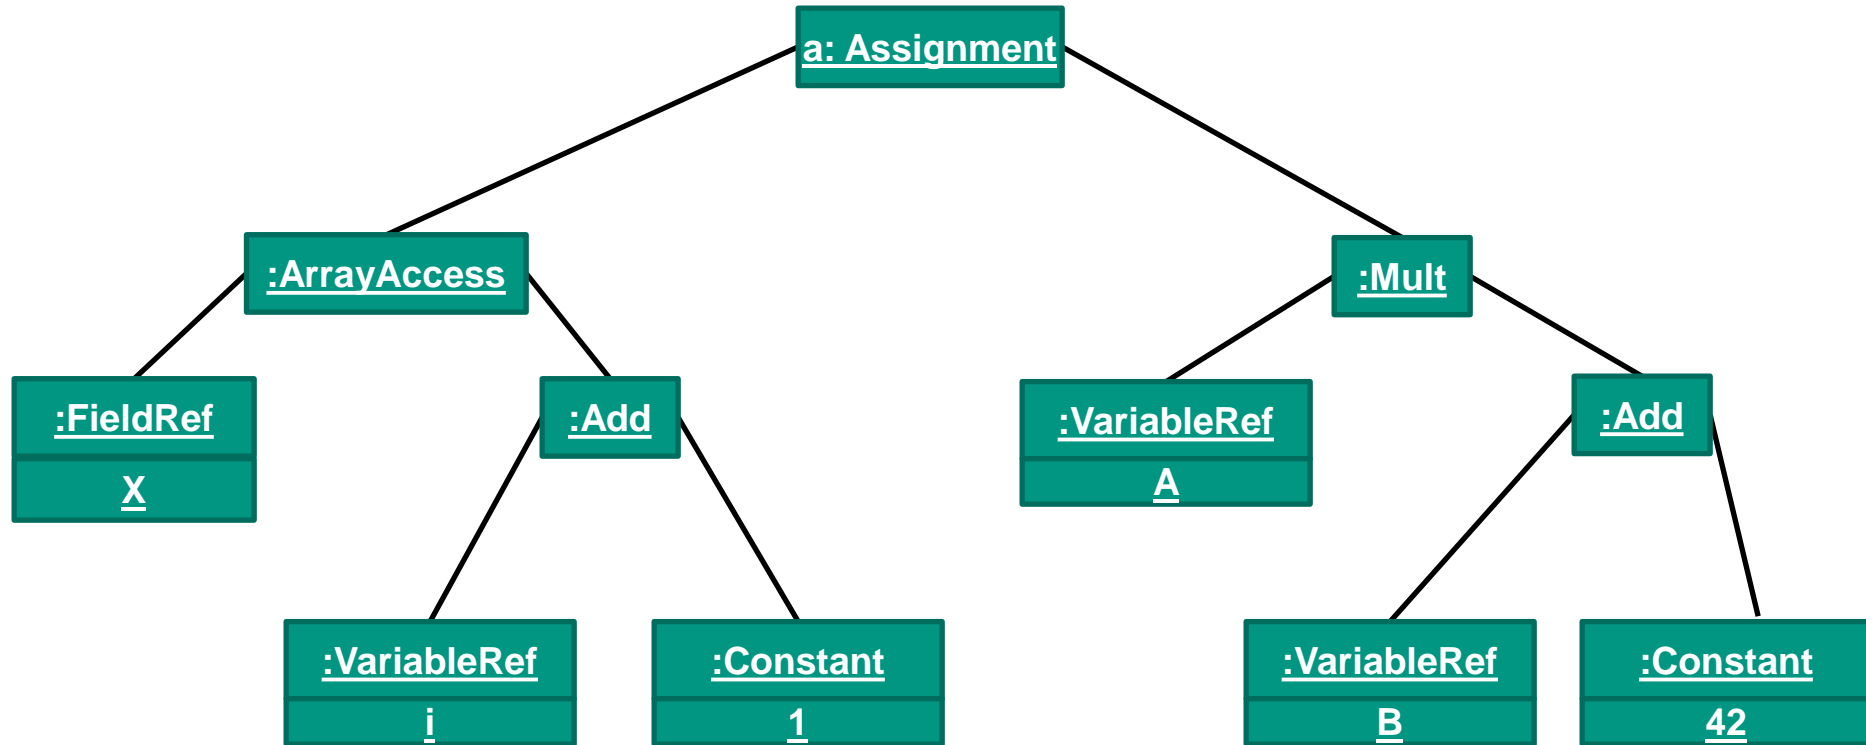 a: Assignment
:ArrayAccess
:Mult
:FieldRef
X
:Add
:VariableRef
A
:Add
:VariableRef
i
:Constant
1
:VariableRef
B
:Constant
42